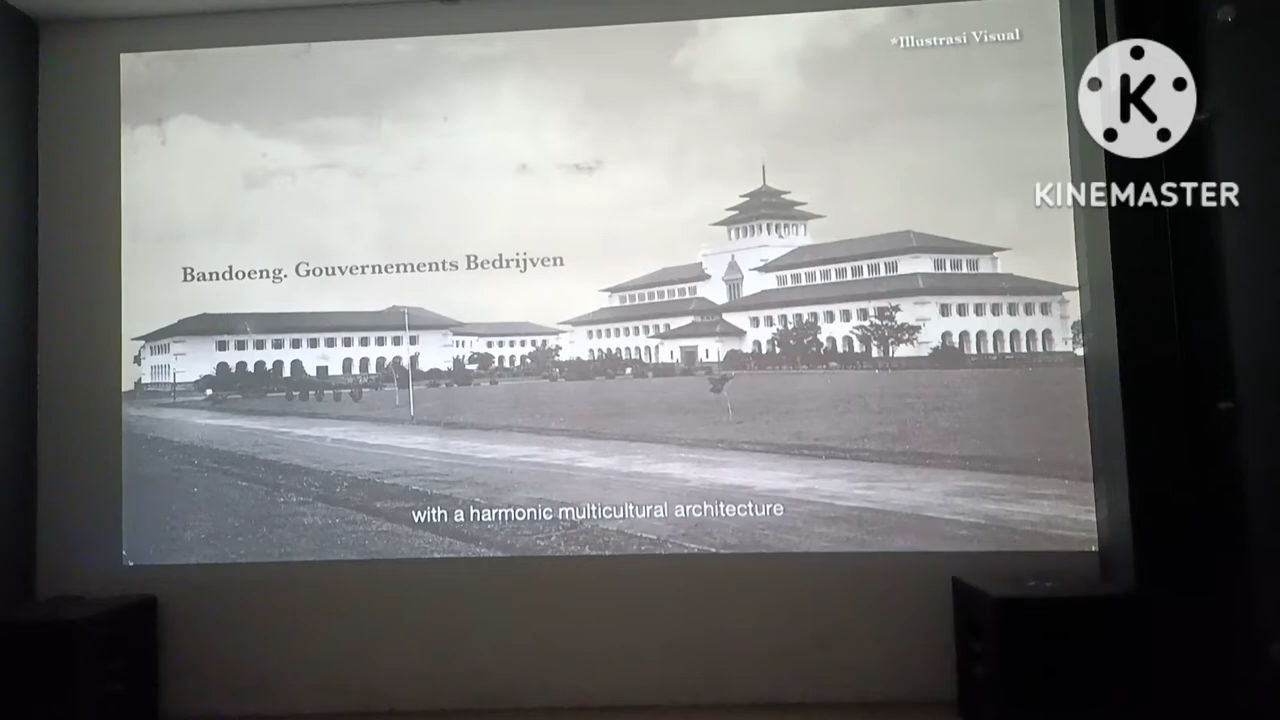 *Illustrasi Visual
K
KINEMASTER
Bandoeng. Gouvernements Bedrijven
with a harmonic multicultural architecture